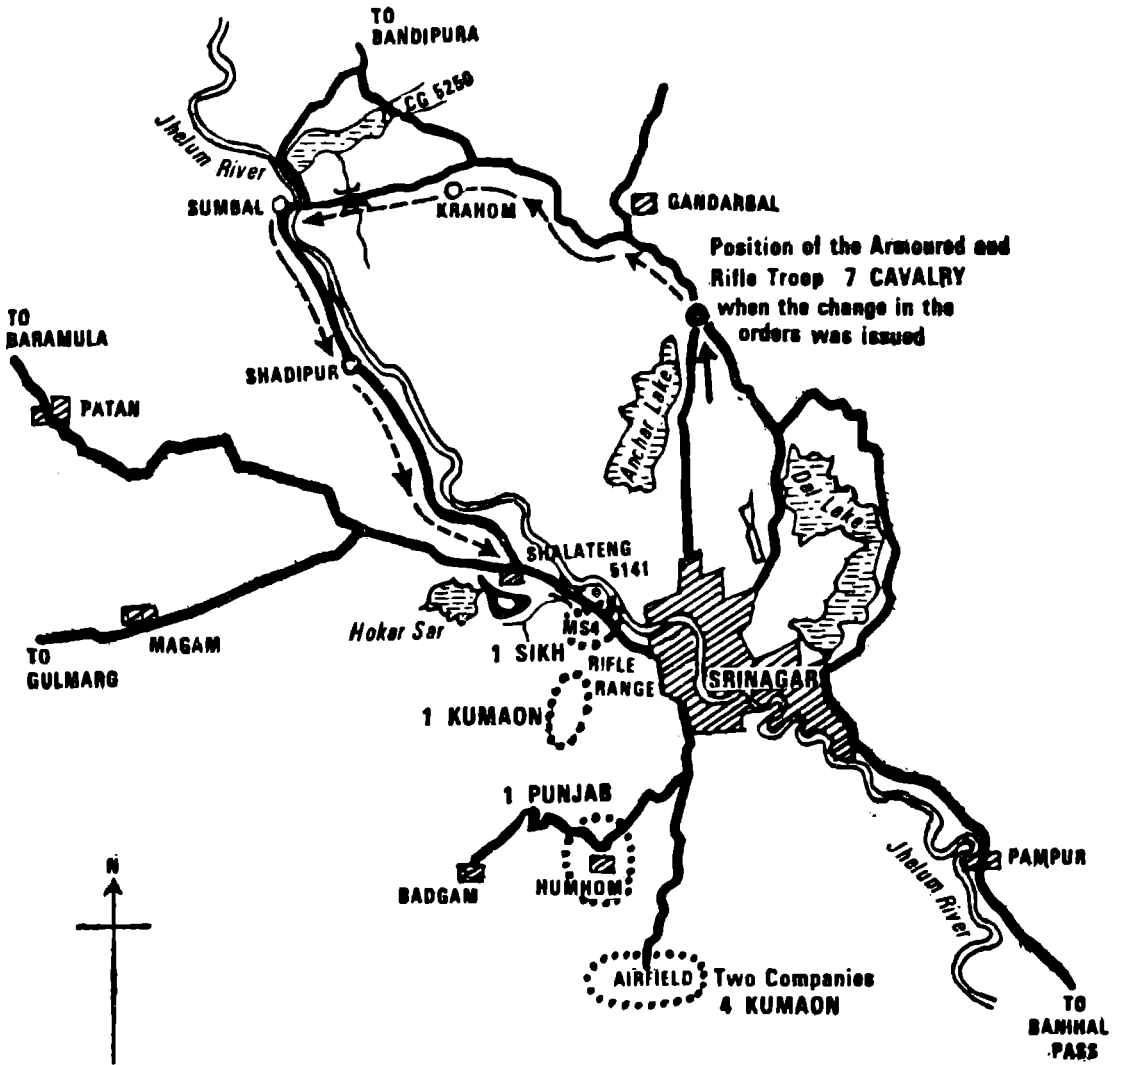 TO
BANDIPURA
CG 5250
Jhelum River
SUMBAL
KRAHOM
GANDARBAL
Position of the Armoured and
Rifle Troop 7 CAVALRY
when the change in the
orders was issued
TO
BARAMULA
SHADIPUR
PATAN
Anchar Lake
Dal Lake
SHALATENG
5141
Hokar Sar
MS4
1 SIKH
RIFLE
RANGE
MAGAM
TO
GULMARG
SRINAGAR
1 KUMAON
1 PUNJAB
HUMHOM
BADGAM
N
PAMPUR
Jhelum River
AIRFIELD
Two Companies
4 KUMAON
TO
BANIHAL
PASS